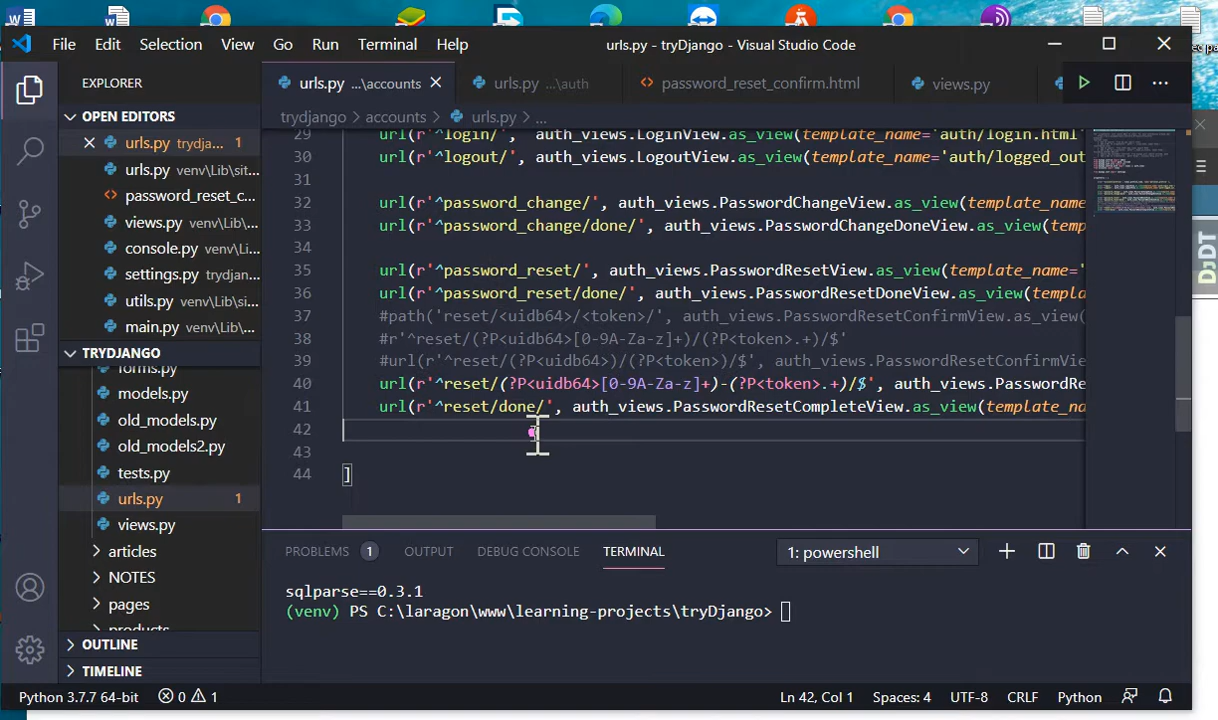 File Edit Selection View Go Run Terminal Help urls.py - tryDjango - Visual Studio Code
EXPLORER
urls.py ...\accounts
urls.py ...\auth
password_reset_confirm.html
views.py
OPEN EDITORS
urls.py trydja... 1
urls.py venv\Lib\sit...
password_reset_c...
views.py venv\Lib\...
console.py venv\Li...
settings.py trydjan...
utils.py venv\Lib\si...
main.py venv\Lib\...
TRYDJANGO
forms.py
models.py
old_models.py
old_models2.py
tests.py
urls.py 1
views.py
articles
NOTES
pages
products
OUTLINE
TIMELINE
trydjango > accounts > urls.py > ...
29 url(r'^login/', auth_views.LoginView.as_view(template_name='auth/login.html'
30 url(r'^logout/', auth_views.LogoutView.as_view(template_name='auth/logged_out
31
32 url(r'^password_change/', auth_views.PasswordChangeView.as_view(template_name
33 url(r'^password_change/done/', auth_views.PasswordChangeDoneView.as_view(temp
34
35 url(r'^password_reset/', auth_views.PasswordResetView.as_view(template_name='
36 url(r'^password_reset/done/', auth_views.PasswordResetDoneView.as_view(templa
37 #path('reset/<uidb64>/<token>/', auth_views.PasswordResetConfirmView.as_view(
38 #r'^reset/(?P<uidb64>[0-9A-Za-z]+)/(?P<token>.+)/$'
39 #url(r'^reset/(?P<uidb64>)/(?P<token>)/$', auth_views.PasswordResetConfirmVie
40 url(r'^reset/(?P<uidb64>[0-9A-Za-z]+)-(?P<token>.+)/$', auth_views.PasswordRe
41 url(r'^reset/done/', auth_views.PasswordResetCompleteView.as_view(template_na
42
43
44 ]
PROBLEMS 1 OUTPUT DEBUG CONSOLE TERMINAL 1: powershell
sqlparse==0.3.1
(venv) PS C:\laragon\www\learning-projects\tryDjango>
Python 3.7.7 64-bit 0 1 Ln 42, Col 1 Spaces: 4 UTF-8 CRLF Python
DJDT